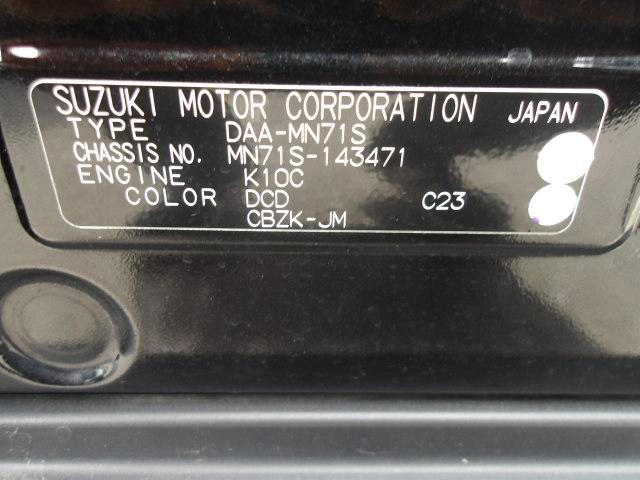 SUZUKI MOTOR CORPORATION JAPAN
TYPE DAA-MN71S
CHASSIS NO. MN71S-143471
ENGINE K10C
COLOR DCD C23
CBZK-JM